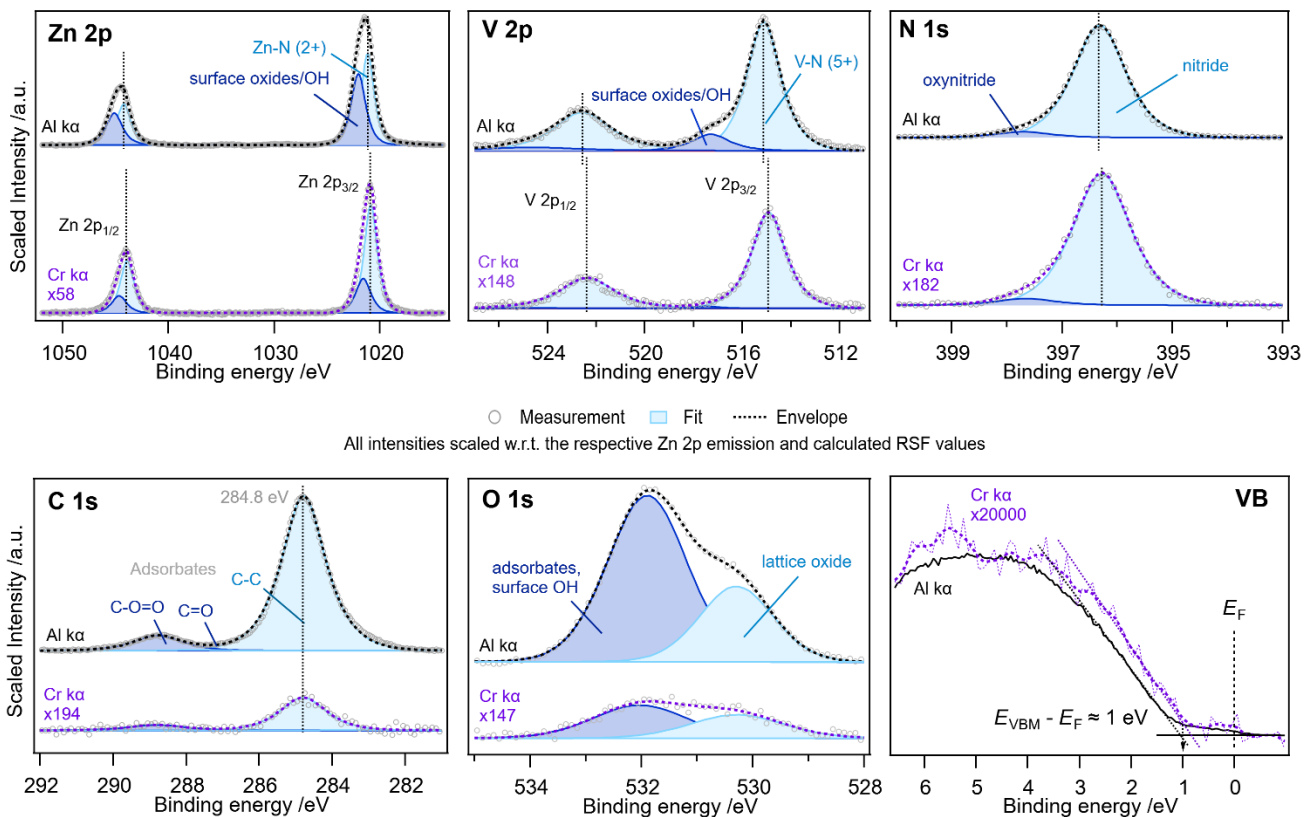 Scaled Intensity /a.u.
Zn 2p
Zn-N (2+)
surface oxides/OH
Al kα
Zn 2p3/2
Zn 2p1/2
Cr kα
x58
1050 1040 1030 1020
Binding energy /eV
V 2p
V-N (5+)
surface oxides/OH
Al kα
V 2p3/2
V 2p1/2
Cr kα
x148
524 520 516 512
Binding energy /eV
N 1s
oxynitride
nitride
Al kα
Cr kα
x182
399 397 395 393
Binding energy /eV
Measurement Fit Envelope
All intensities scaled w.r.t. the respective Zn 2p emission and calculated RSF values
Scaled Intensity /a.u.
C 1s
284.8 eV
Adsorbates
C-C
C-O=O
C=O
Al kα
Cr kα
x194
292 290 288 286 284 282
Binding energy /eV
O 1s
adsorbates,
surface OH
lattice oxide
Al kα
Cr kα
x147
534 532 530 528
Binding energy /eV
VB
Cr kα
x20000
Al kα
EF
EVBM - EF ≈ 1 eV
6 5 4 3 2 1 0
Binding energy /eV